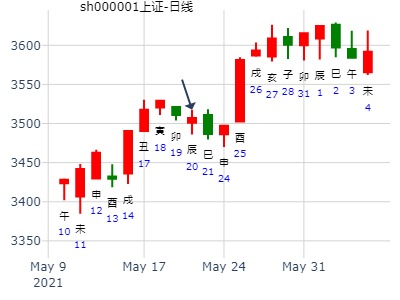 sh000001上证-日线
3600
3550
3500
3450
3400
3350
午
10
未
11
申
12
酉
13
戌
14
丑
17
寅
18
卯
19
辰
20
巳
21
申
24
酉
25
戌
26
亥
27
子
28
卯
31
辰
1
巳
2
午
3
未
4
May 9
2021
May 17
May 24
May 31